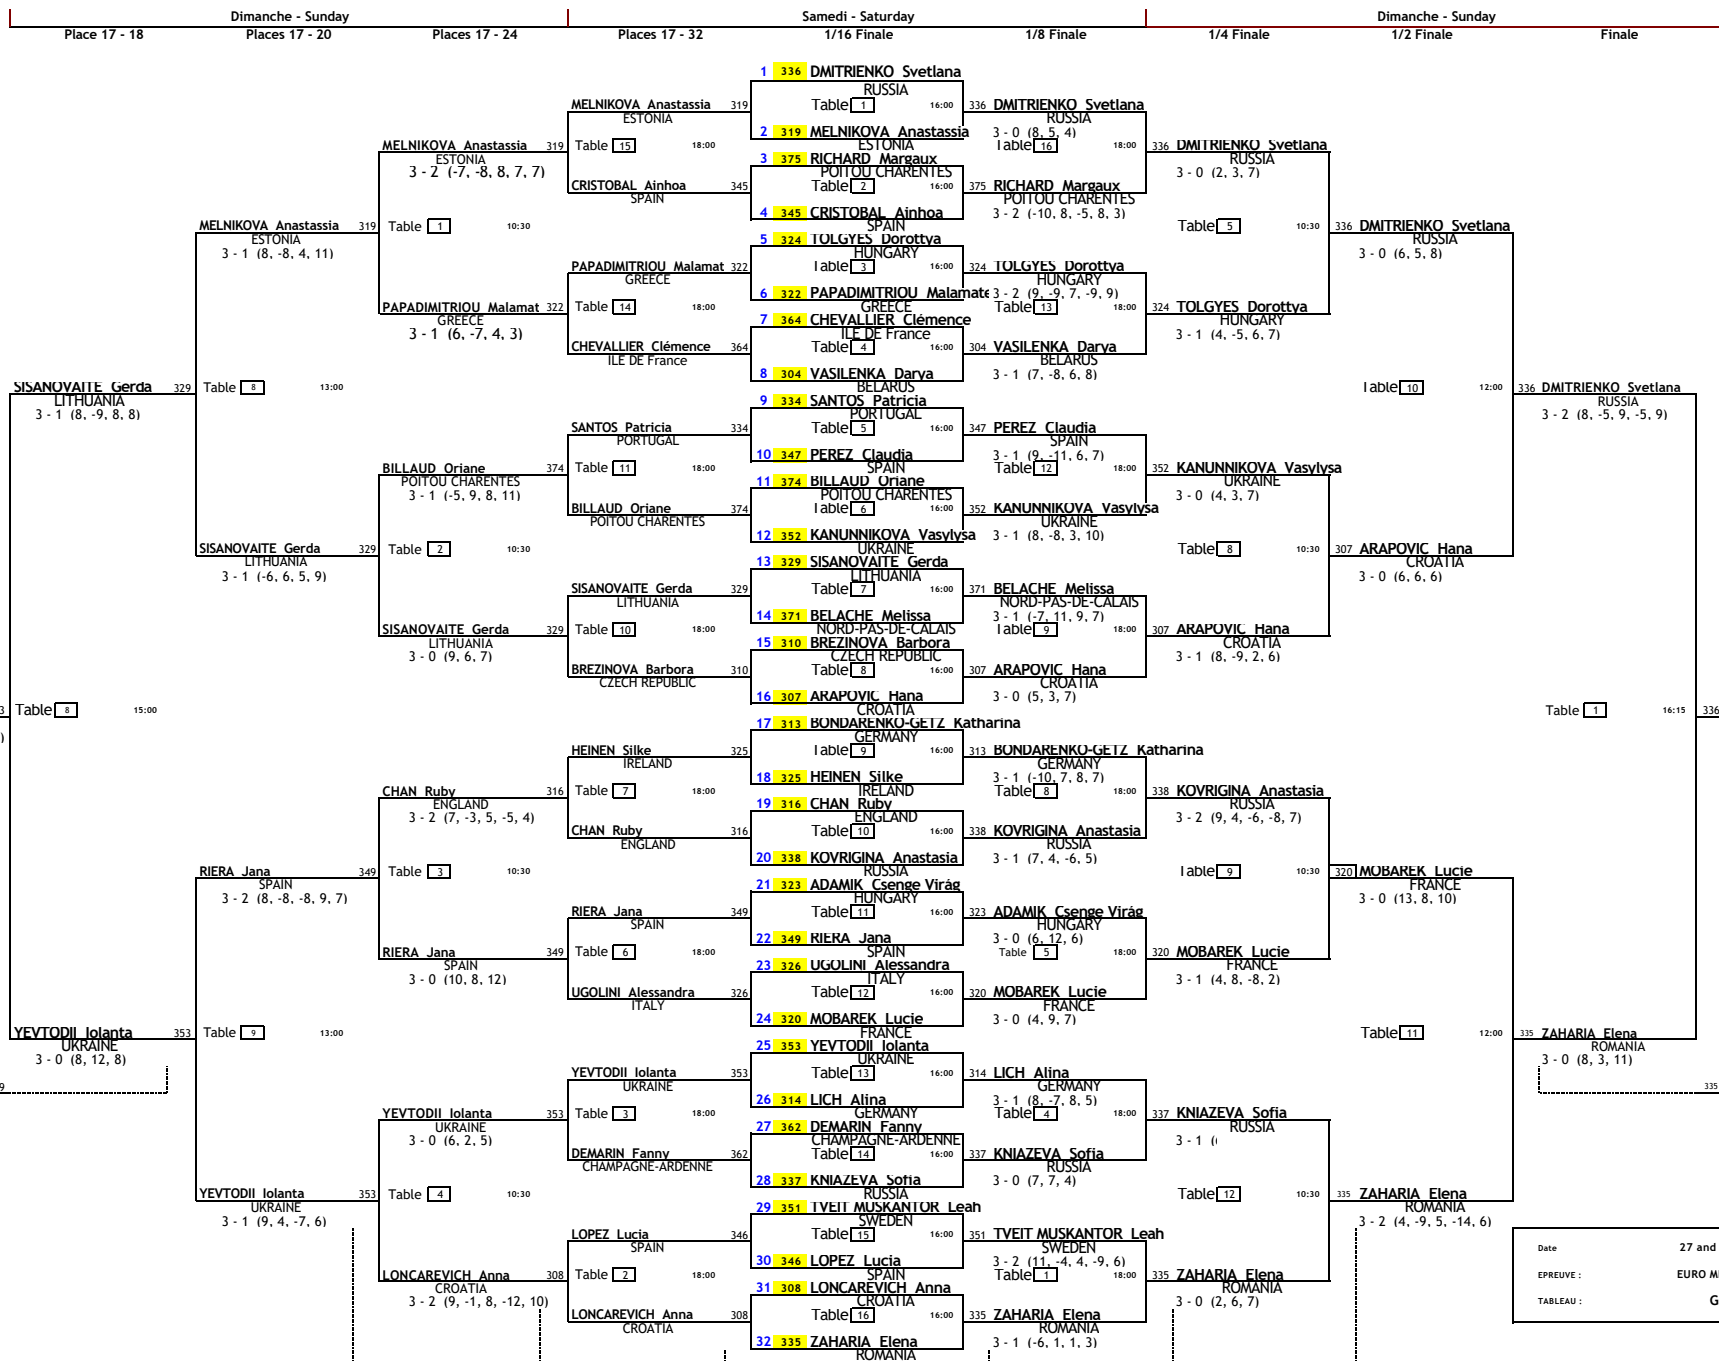 Dimanche - Sunday
Samedi - Saturday
Dimanche - Sunday
Place 17 - 18
Places 17 - 20
Places 17 - 24
Places 17 - 32
1/16 Finale
1/8 Finale
1/4 Finale
1/2 Finale
Finale
SISANOVAITE Gerda 329
LITHUANIA
3 - 1 (8, -9, 8, 8)
3 Table 8 15:00
)
YEVTODII Iolanta 353
UKRAINE
3 - 0 (8, 12, 8)
9
MELNIKOVA Anastassia 319
ESTONIA
3 - 1 (8, -8, 4, 11)
Table 8 13:00
SISANOVAITE Gerda 329
LITHUANIA
3 - 1 (-6, 6, 5, 9)
RIERA Jana 349
SPAIN
3 - 2 (8, -8, -8, 9, 7)
Table 9 13:00
YEVTODII Iolanta 353
UKRAINE
3 - 1 (9, 4, -7, 6)
MELNIKOVA Anastassia 319
ESTONIA
3 - 2 (-7, -8, 8, 7, 7)
Table 1 10:30
PAPADIMITRIOU Malamat 322
GREECE
3 - 1 (6, -7, 4, 3)
BILLAUD Oriane 374
POITOU CHARENTES
3 - 1 (-5, 9, 8, 11)
Table 2 10:30
SISANOVAITE Gerda 329
LITHUANIA
3 - 0 (9, 6, 7)
CHAN Ruby 316
ENGLAND
3 - 2 (7, -3, 5, -5, 4)
Table 3 10:30
RIERA Jana 349
SPAIN
3 - 0 (10, 8, 12)
YEVTODII Iolanta 353
UKRAINE
3 - 0 (6, 2, 5)
Table 4 10:30
LONCAREVICH Anna 308
CROATIA
3 - 2 (9, -1, 8, -12, 10)
MELNIKOVA Anastassia 319
ESTONIA
Table 15 18:00
CRISTOBAL Ainhoa 345
SPAIN
PAPADIMITRIOU Malamat 322
GREECE
Table 14 18:00
CHEVALLIER Clémence 364
ILE DE France
SANTOS Patricia 334
PORTUGAL
Table 11 18:00
BILLAUD Oriane 374
POITOU CHARENTES
SISANOVAITE Gerda 329
LITHUANIA
Table 10 18:00
BREZINOVA Barbora 310
CZECH REPUBLIC
HEINEN Silke 325
IRELAND
Table 7 18:00
CHAN Ruby 316
ENGLAND
RIERA Jana 349
SPAIN
Table 6 18:00
UGOLINI Alessandra 326
ITALY
YEVTODII Iolanta 353
UKRAINE
Table 3 18:00
DEMARIN Fanny 362
CHAMPAGNE-ARDENNE
LOPEZ Lucia 346
SPAIN
Table 2 18:00
LONCAREVICH Anna 308
CROATIA
1 336 DMITRIENKO Svetlana
RUSSIA
Table 1 16:00
2 319 MELNIKOVA Anastassia
ESTONIA
3 375 RICHARD Margaux
POITOU CHARENTES
Table 2 16:00
4 345 CRISTOBAL Ainhoa
SPAIN
5 324 TOLGYES Dorottya
HUNGARY
Table 3 16:00
6 322 PAPADIMITRIOU Malamate
GREECE
7 364 CHEVALLIER Clémence
ILE DE France
Table 4 16:00
8 304 VASILENKA Darya
BELARUS
9 334 SANTOS Patricia
PORTUGAL
Table 5 16:00
10 347 PEREZ Claudia
SPAIN
11 374 BILLAUD Oriane
POITOU CHARENTES
Table 6 16:00
12 352 KANUNNIKOVA Vasylysa
UKRAINE
13 329 SISANOVAITE Gerda
LITHUANIA
Table 7 16:00
14 371 BELACHE Melissa
NORD-PAS-DE-CALAIS
15 310 BREZINOVA Barbora
CZECH REPUBLIC
Table 8 16:00
16 307 ARAPOVIC Hana
CROATIA
17 313 BONDARENKO-GETZ Katharina
GERMANY
Table 9 16:00
18 325 HEINEN Silke
IRELAND
19 316 CHAN Ruby
ENGLAND
Table 10 16:00
20 338 KOVRIGINA Anastasia
RUSSIA
21 323 ADAMIK Csenge Virág
HUNGARY
Table 11 16:00
22 349 RIERA Jana
SPAIN
23 326 UGOLINI Alessandra
ITALY
Table 12 16:00
24 320 MOBAREK Lucie
FRANCE
25 353 YEVTODII Iolanta
UKRAINE
Table 13 16:00
26 314 LICH Alina
GERMANY
27 362 DEMARIN Fanny
CHAMPAGNE-ARDENNE
Table 14 16:00
28 337 KNIAZEVA Sofia
RUSSIA
29 351 TVEIT MUSKANTOR Leah
SWEDEN
Table 15 16:00
30 346 LOPEZ Lucia
SPAIN
31 308 LONCAREVICH Anna
CROATIA
Table 16 16:00
32 335 ZAHARIA Elena
ROMANIA
336 DMITRIENKO Svetlana
RUSSIA
3 - 0 (8, 5, 4)
Table 16 18:00
375 RICHARD Margaux
POITOU CHARENTES
3 - 2 (-10, 8, -5, 8, 3)
324 TOLGYES Dorottya
HUNGARY
3 - 2 (9, -9, 7, -9, 9)
Table 13 18:00
304 VASILENKA Darya
BELARUS
3 - 1 (7, -8, 6, 8)
347 PEREZ Claudia
SPAIN
3 - 1 (9, -11, 6, 7)
Table 12 18:00
352 KANUNNIKOVA Vasylysa
UKRAINE
3 - 1 (8, -8, 3, 10)
371 BELACHE Melissa
NORD-PAS-DE-CALAIS
3 - 1 (-7, 11, 9, 7)
Table 9 18:00
307 ARAPOVIC Hana
CROATIA
3 - 0 (5, 3, 7)
313 BONDARENKO-GETZ Katharina
GERMANY
3 - 1 (-10, 7, 8, 7)
Table 8 18:00
338 KOVRIGINA Anastasia
RUSSIA
3 - 1 (7, 4, -6, 5)
323 ADAMIK Csenge Virág
HUNGARY
3 - 0 (6, 12, 6)
Table 5 18:00
320 MOBAREK Lucie
FRANCE
3 - 0 (4, 9, 7)
314 LICH Alina
GERMANY
3 - 1 (8, -7, 8, 5)
Table 4 18:00
337 KNIAZEVA Sofia
RUSSIA
3 - 0 (7, 7, 4)
351 TVEIT MUSKANTOR Leah
SWEDEN
3 - 2 (11, -4, 4, -9, 6)
Table 1 18:00
335 ZAHARIA Elena
ROMANIA
3 - 1 (-6, 1, 1, 3)
336 DMITRIENKO Svetlana
RUSSIA
3 - 0 (2, 3, 7)
Table 5 10:30
324 TOLGYES Dorottya
HUNGARY
3 - 1 (4, -5, 6, 7)
352 KANUNNIKOVA Vasylysa
UKRAINE
3 - 0 (4, 3, 7)
Table 8 10:30
307 ARAPOVIC Hana
CROATIA
3 - 1 (8, -9, 2, 6)
338 KOVRIGINA Anastasia
RUSSIA
3 - 2 (9, 4, -6, -8, 7)
Table 9 10:30
320 MOBAREK Lucie
FRANCE
3 - 1 (4, 8, -8, 2)
337 KNIAZEVA Sofia
RUSSIA
3 - 1 (
Table 12 10:30
335 ZAHARIA Elena
ROMANIA
3 - 0 (2, 6, 7)
336 DMITRIENKO Svetlana
RUSSIA
3 - 0 (6, 5, 8)
Table 10 12:00
307 ARAPOVIC Hana
CROATIA
3 - 0 (6, 6, 6)
320 MOBAREK Lucie
FRANCE
3 - 0 (13, 8, 10)
Table 11 12:00
335 ZAHARIA Elena
ROMANIA
3 - 2 (4, -9, 5, -14, 6)
336 DMITRIENKO Svetlana
RUSSIA
3 - 2 (8, -5, 9, -5, 9)
Table 1 16:15 336
335 ZAHARIA Elena
ROMANIA
3 - 0 (8, 3, 11)
335
Date 27 and
EPREUVE : EURO M
TABLEAU : G